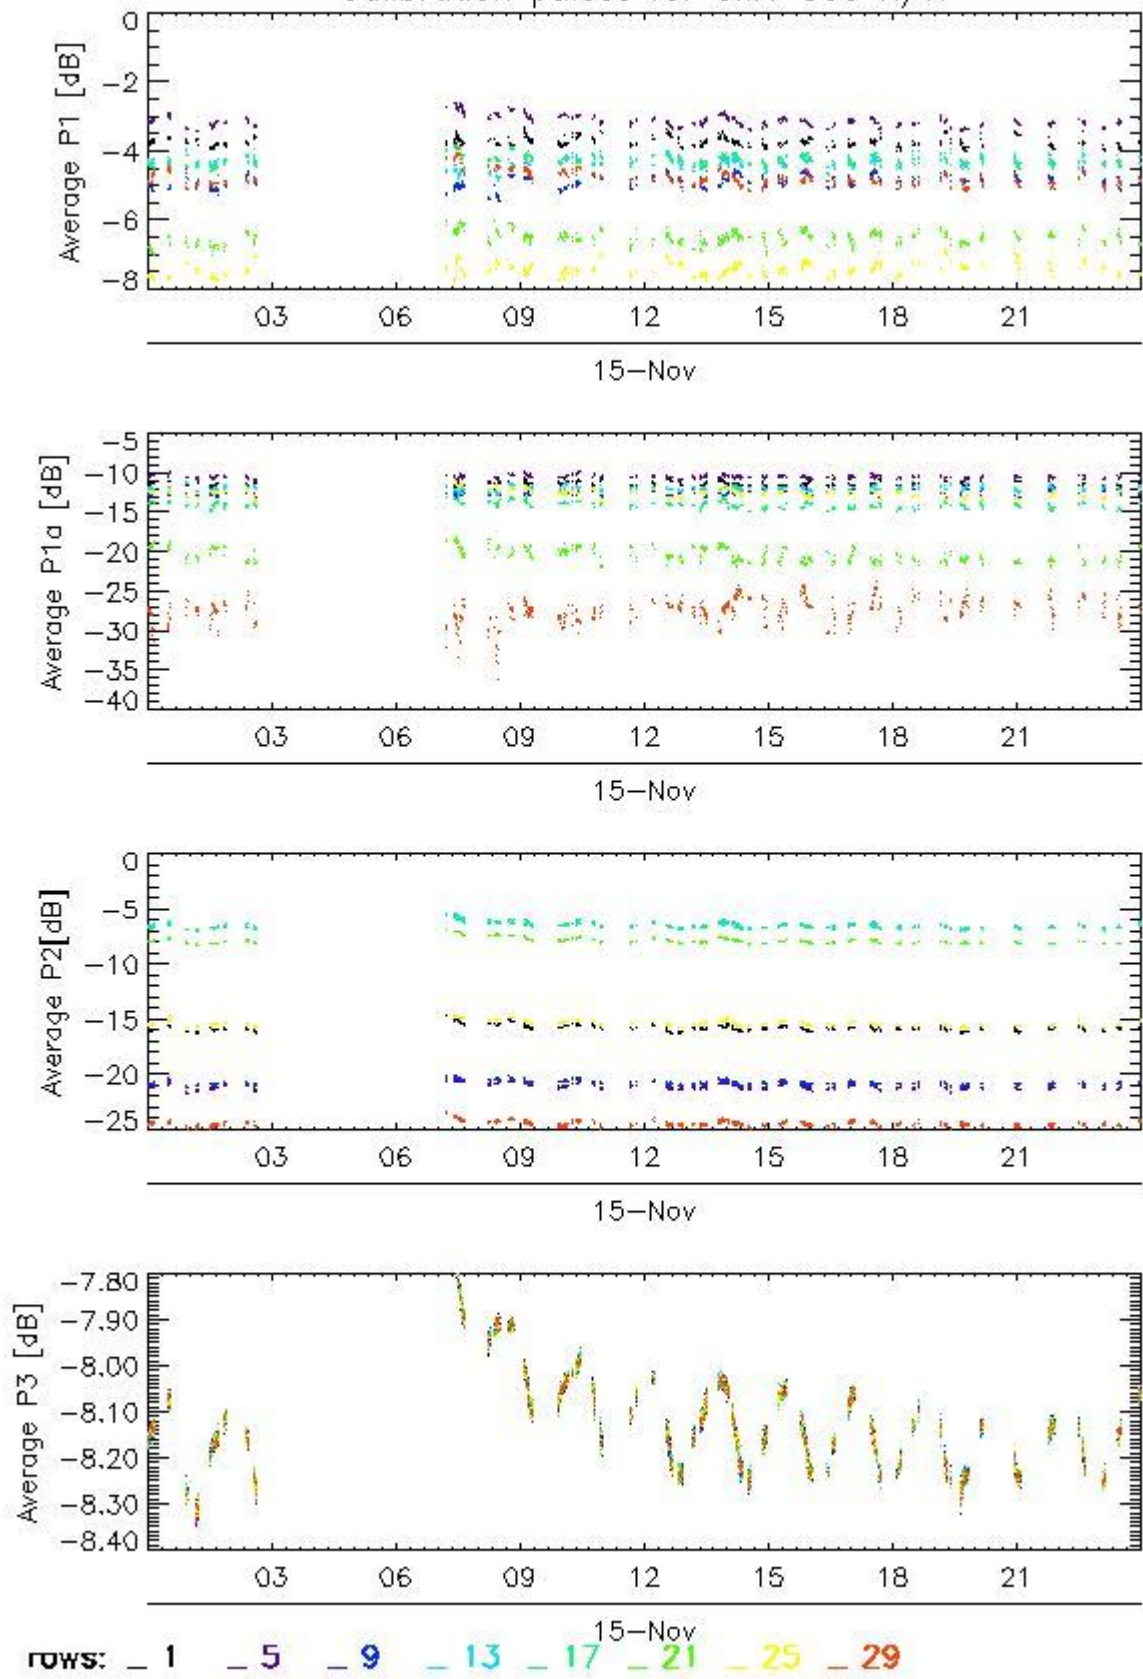 Average P1 [dB]
0
−2
−4
−6
−8
03 06 09 12 15 18 21
15−Nov
Average P1a [dB]
−5
−10
−15
−20
−25
−30
−35
−40
03 06 09 12 15 18 21
15−Nov
Average P2[dB]
0
−5
−10
−15
−20
−25
03 06 09 12 15 18 21
15−Nov
Average P3 [dB]
−7.80
−7.90
−8.00
−8.10
−8.20
−8.30
−8.40
03 06 09 12 15 18 21
15−Nov
rows: _ 1 _ 5 _ 9 _ 13 _ 17 _ 21 _ 25 _ 29